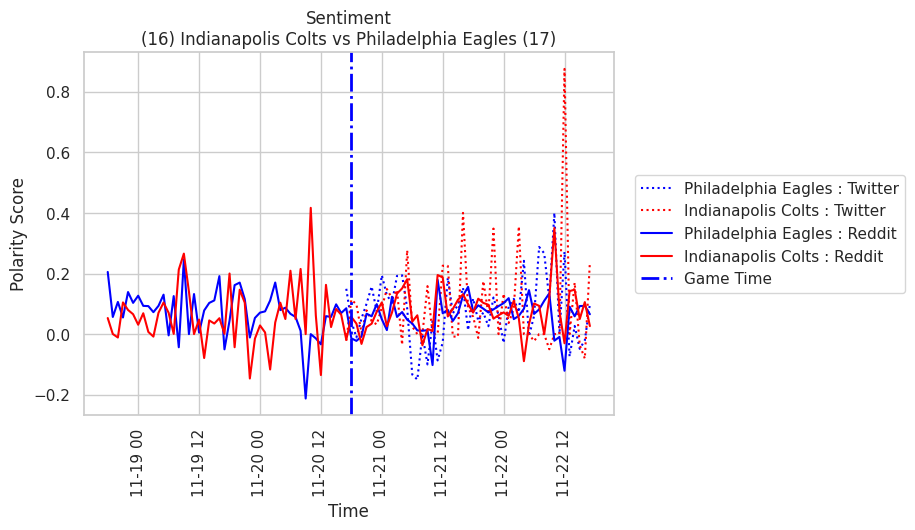 Sentiment
(16) Indianapolis Colts vs Philadelphia Eagles (17)
Polarity Score
0.8
0.6
0.4
0.2
0.0
−0.2
11-19 00
11-19 12
11-20 00
11-20 12
11-21 00
11-21 12
11-22 00
11-22 12
Time
Philadelphia Eagles : Twitter
Indianapolis Colts : Twitter
Philadelphia Eagles : Reddit
Indianapolis Colts : Reddit
Game Time